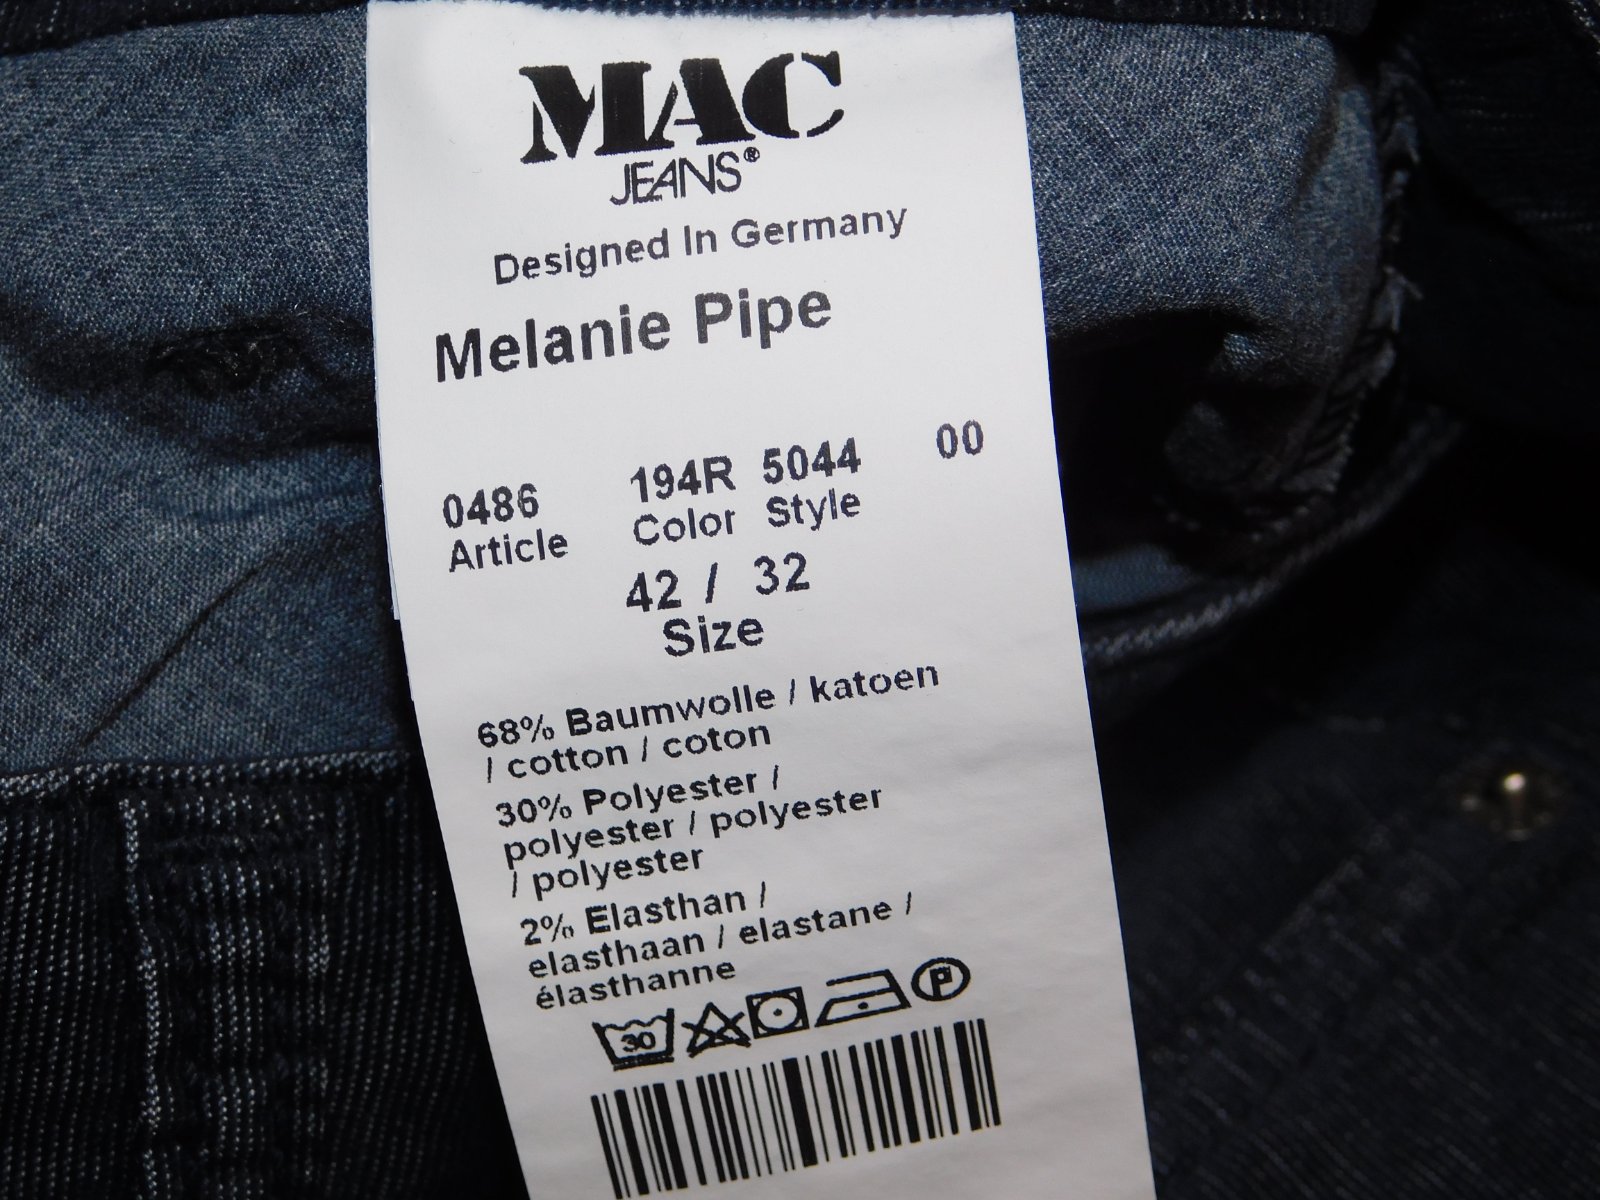 MAC
JEANS®
Designed In Germany
Melanie Pipe
0486 194R 5044 00
Article Color Style
42 / 32
Size
68% Baumwolle / katoen
/ cotton / coton
30% Polyester /
polyester / polyester
/ polyester
2% Elasthan /
elasthaan / elastane /
élasthanne
30 P